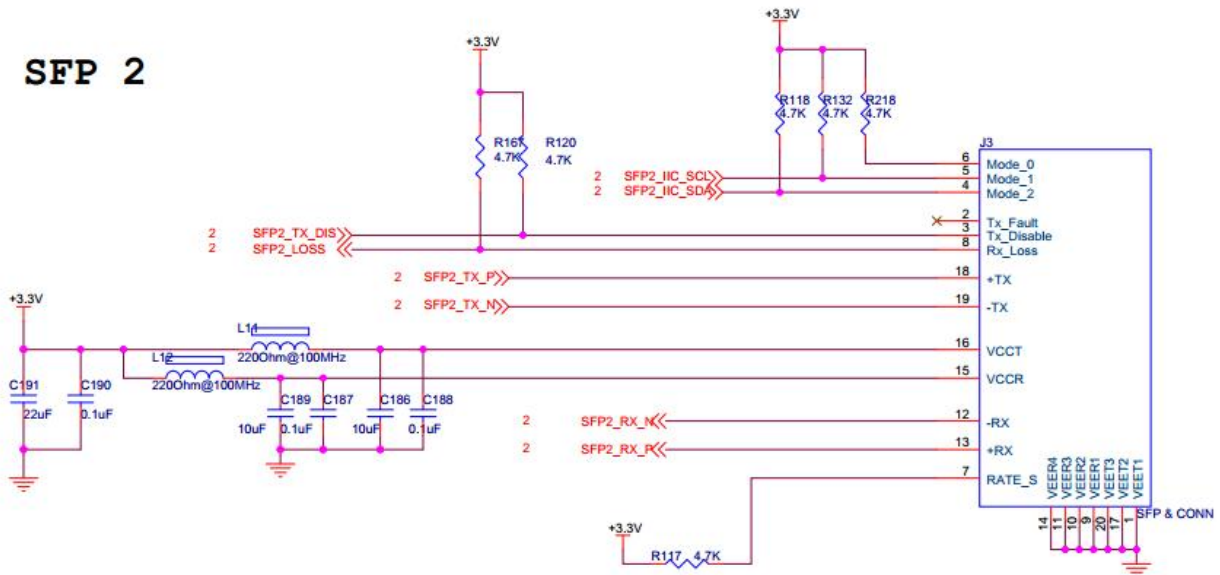 SFP 2
+3.3V
+3.3V
R118 R132 R218
4.7K 4.7K 4.7K
R167 R120
4.7K 4.7K
J3
6 Mode_0
2 SFP2_IIC_SCL 5 Mode_1
2 SFP2_IIC_SDA 4 Mode_2
2 Tx_Fault
2 SFP2_TX_DIS 3 Tx_Disable
2 SFP2_LOSS 8 Rx_Loss
2 SFP2_TX_P 18 +TX
2 SFP2_TX_N 19 -TX
+3.3V
L11
220Ohm@100MHz 16 VCCT
L12
220Ohm@100MHz 15 VCCR
C191 C190 C189 C187 C186 C188
22uF 0.1uF 10uF 0.1uF 10uF 0.1uF
2 SFP2_RX_N 12 -RX
2 SFP2_RX_P 13 +RX
7 RATE_S
VEER4 VEER3 VEER2 VEER1 VEET3 VEET2 VEET1
14 11 10 9 20 17 1
SFP & CONN
+3.3V
R117 4.7K